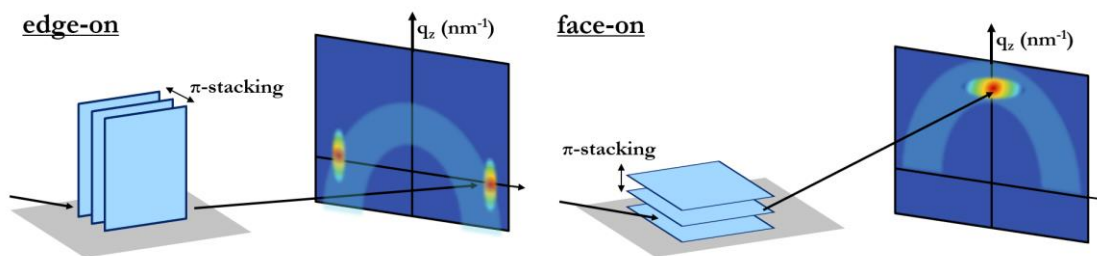 edge-on
π-stacking
q_z (nm⁻¹)
face-on
π-stacking
q_z (nm⁻¹)